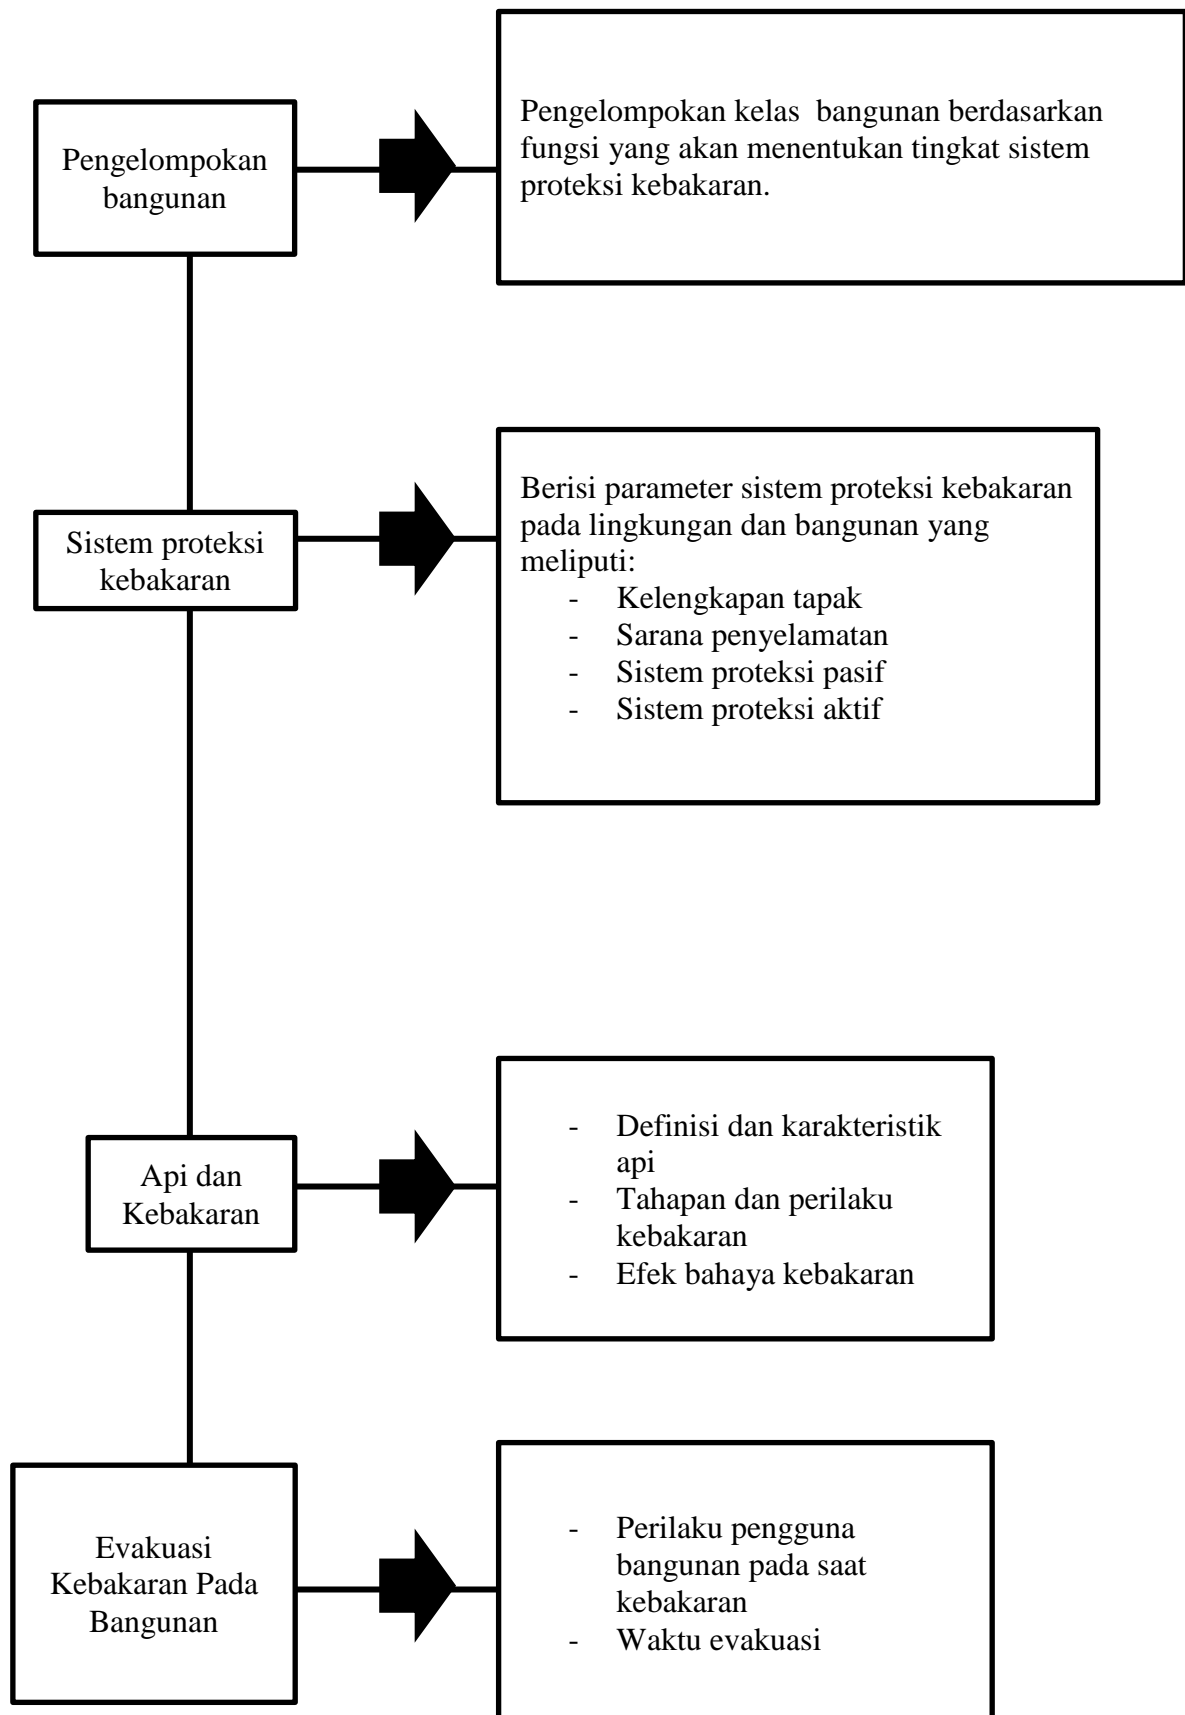 Pengelompokan
bangunan
Pengelompokan kelas  bangunan berdasarkan
fungsi yang akan menentukan tingkat sistem
proteksi kebakaran.
Sistem proteksi
kebakaran
Berisi parameter sistem proteksi kebakaran
pada lingkungan dan bangunan yang
meliputi:
- Kelengkapan tapak
- Sarana penyelamatan
- Sistem proteksi pasif
- Sistem proteksi aktif
Api dan
Kebakaran
- Definisi dan karakteristik
api
- Tahapan dan perilaku
kebakaran
- Efek bahaya kebakaran
Evakuasi
Kebakaran Pada
Bangunan
- Perilaku pengguna
bangunan pada saat
kebakaran
- Waktu evakuasi